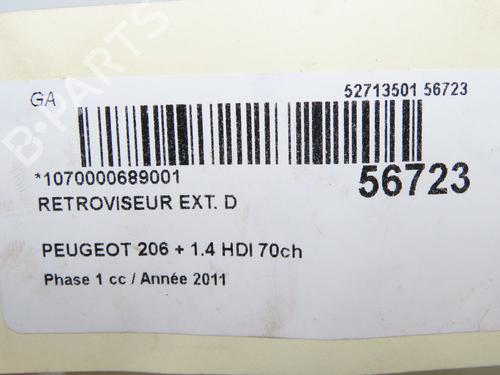 GA
52713501 56723
*1070000689001
56723
RETROVISEUR EXT. D
PEUGEOT 206 + 1.4 HDI 70ch
Phase 1 cc / Année 2011
B-PARTS